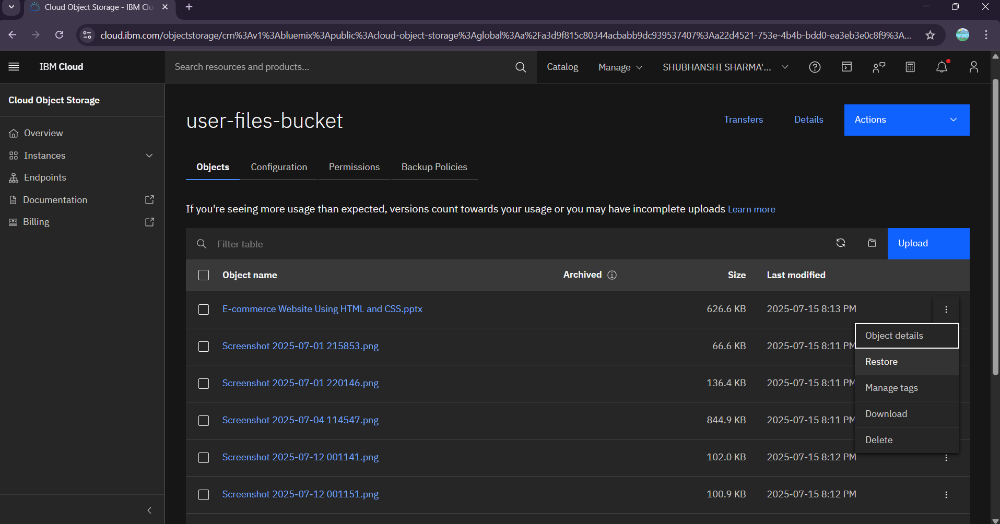 Cloud Object Storage - IBM Clo
cloud.ibm.com/objectstorage/crn%3Av1%3Abluemix%3Apublic%3Acloud-object-storage%3Aglobal%3Aa%2Fa3d9f815c80344acbabb9dc939537407%3Aa22d4521-753e-4b4b-bdd0-ea3eb3e0c8f9%3A...
IBM Cloud
Search resources and products...
Catalog
Manage
SHUBHANSHI SHARMA'...
Cloud Object Storage
Overview
Instances
Endpoints
Documentation
Billing
user-files-bucket
Transfers
Details
Actions
Objects
Configuration
Permissions
Backup Policies
If you're seeing more usage than expected, versions count towards your usage or you may have incomplete uploads Learn more
Filter table
Upload
Object name Archived Size Last modified
E-commerce Website Using HTML and CSS.pptx 626.6 KB 2025-07-15 8:13 PM
Screenshot 2025-07-01 215853.png 66.6 KB 2025-07-15 8:11 PM
Screenshot 2025-07-01 220146.png 136.4 KB 2025-07-15 8:11 PM
Screenshot 2025-07-04 114547.png 844.9 KB 2025-07-15 8:11 PM
Screenshot 2025-07-12 001141.png 102.0 KB 2025-07-15 8:12 PM
Screenshot 2025-07-12 001151.png 100.9 KB 2025-07-15 8:12 PM
Object details
Restore
Manage tags
Download
Delete